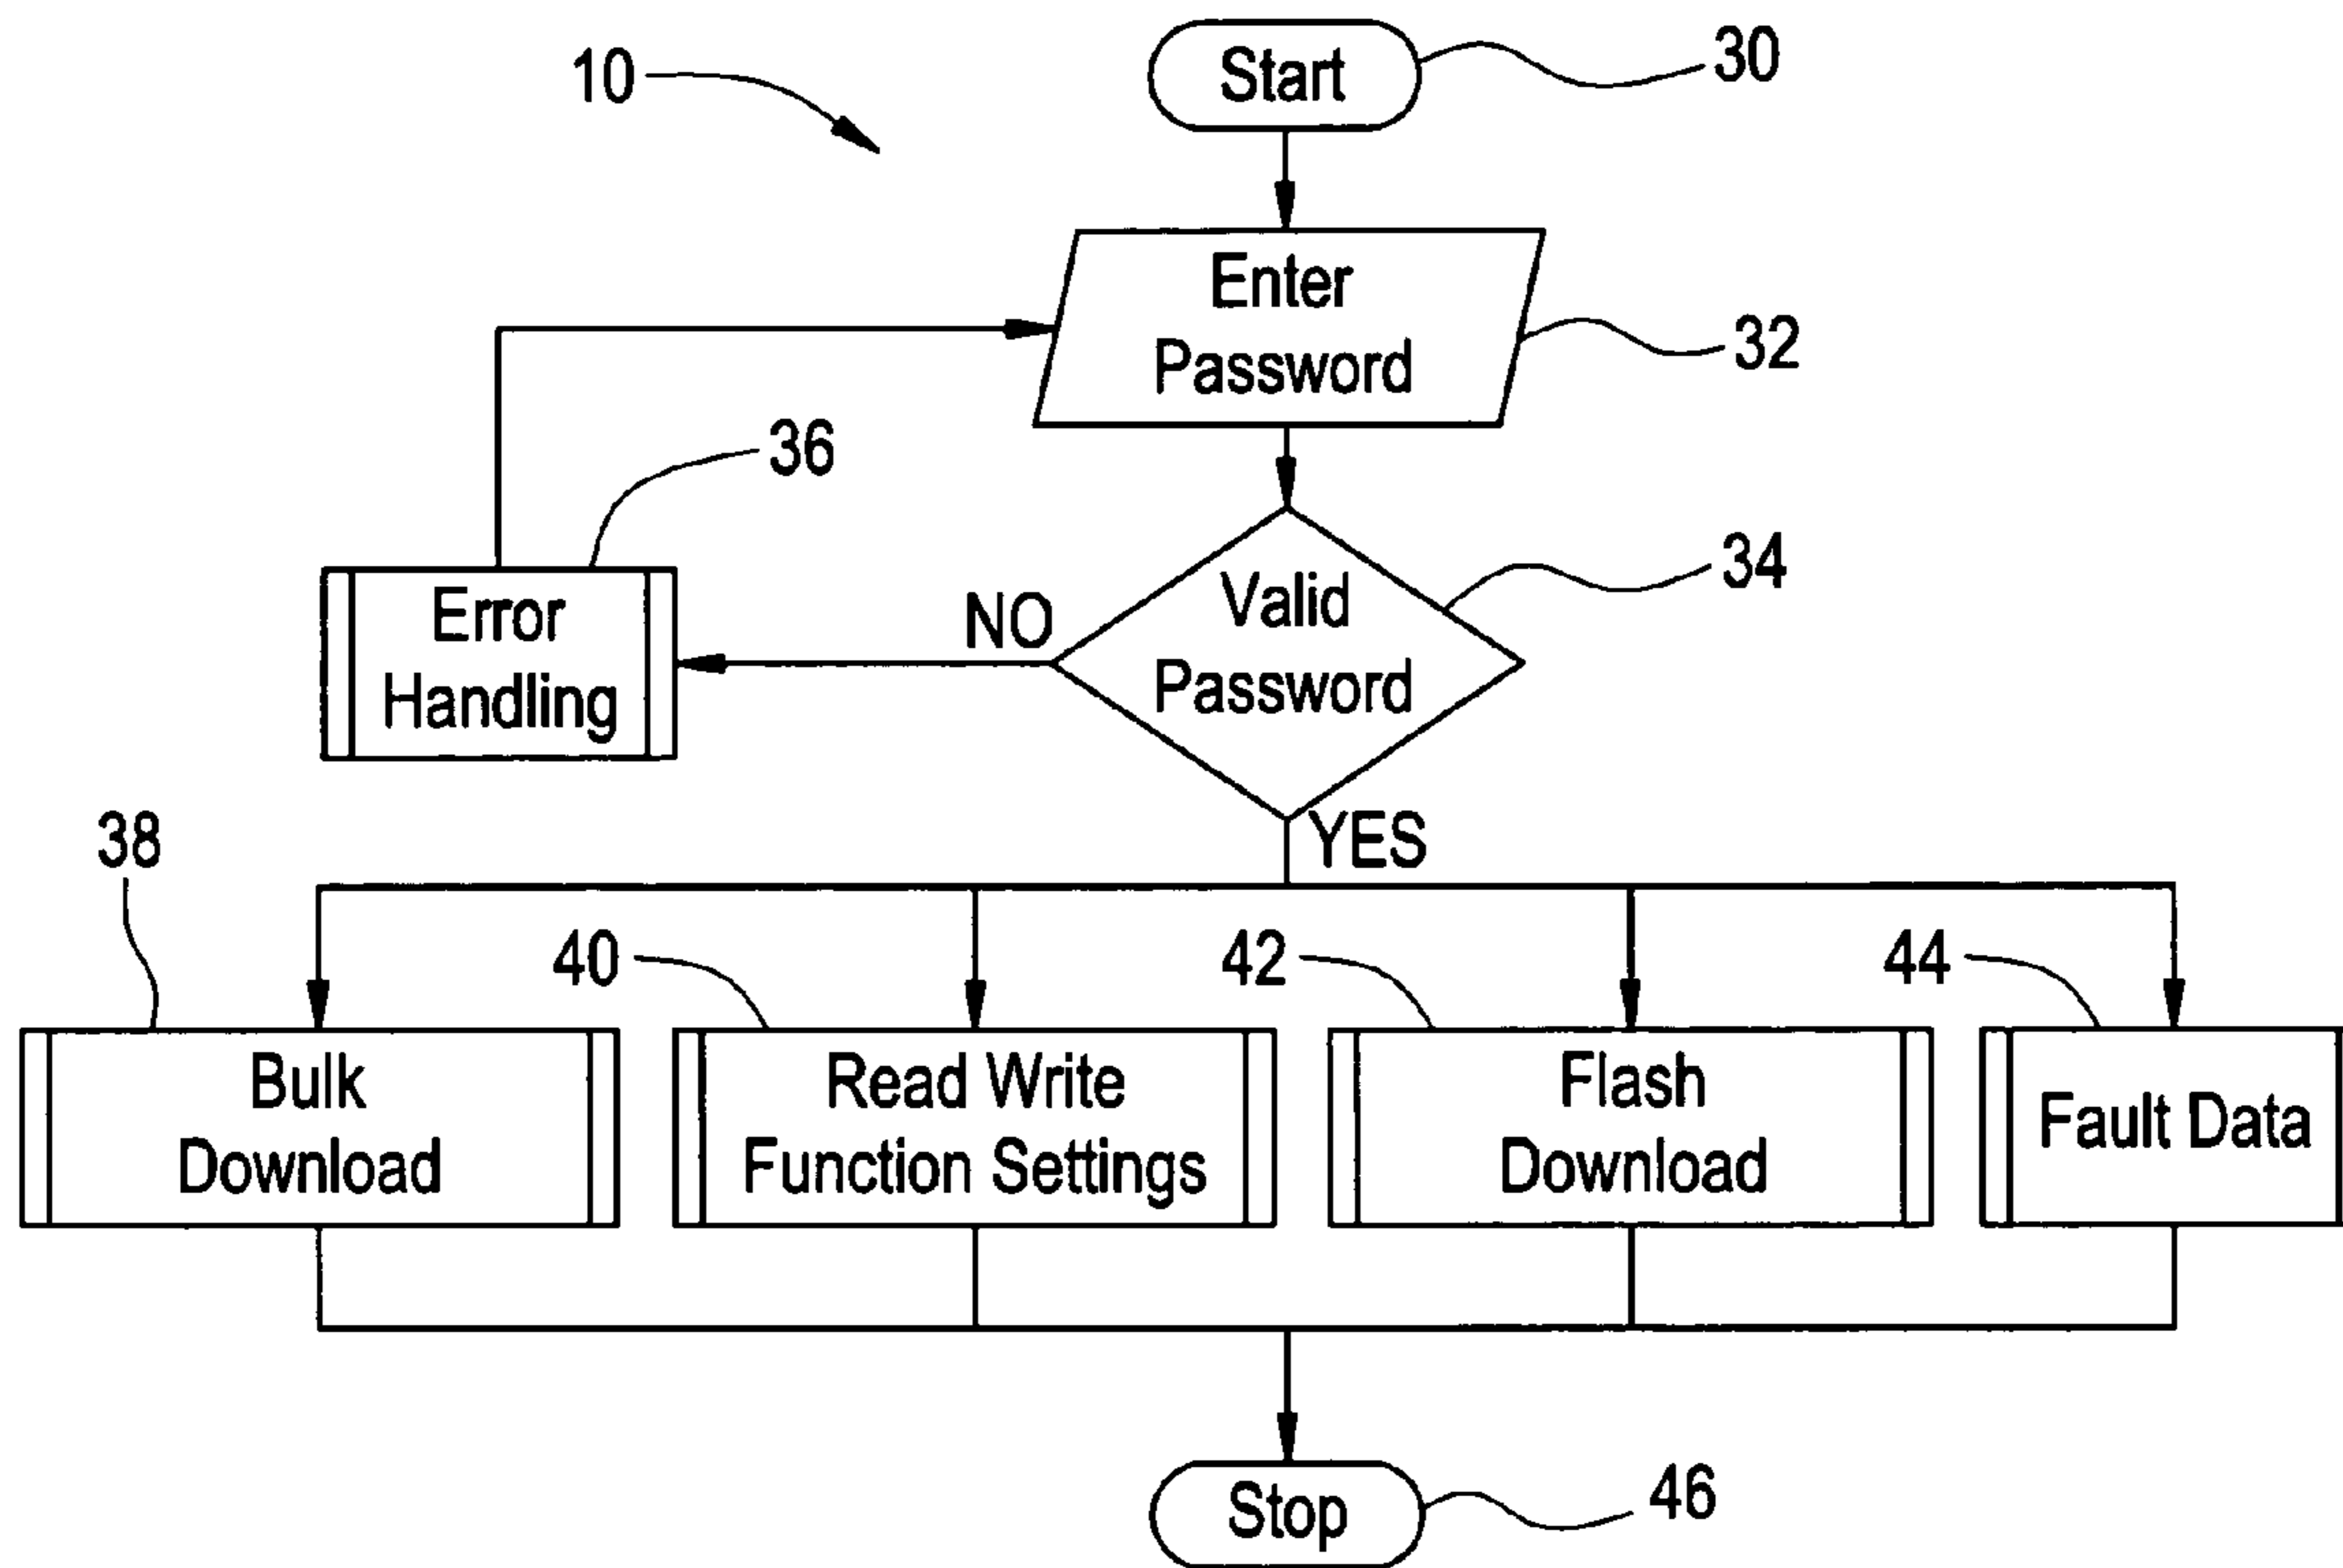 10
Start
30
Enter
Password
32
36
Error
Handling
NO
Valid
Password
34
YES
38
40
42
44
Bulk
Download
Read Write
Function Settings
Flash
Download
Fault Data
Stop
46